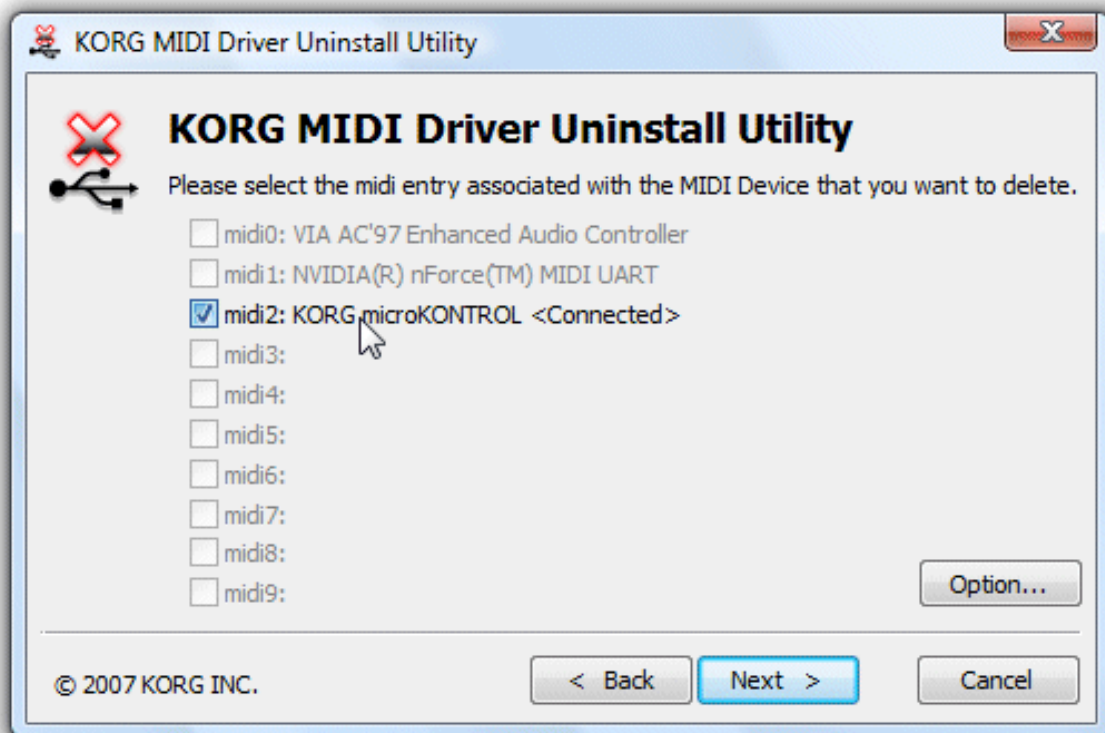 KORG MIDI Driver Uninstall Utility
KORG MIDI Driver Uninstall Utility
Please select the midi entry associated with the MIDI Device that you want to delete.
midi0: VIA AC'97 Enhanced Audio Controller
midi1: NVIDIA(R) nForce(TM) MIDI UART
midi2: KORG microKONTROL <Connected>
midi3:
midi4:
midi5:
midi6:
midi7:
midi8:
midi9:
Option...
© 2007 KORG INC.
< Back
Next >
Cancel